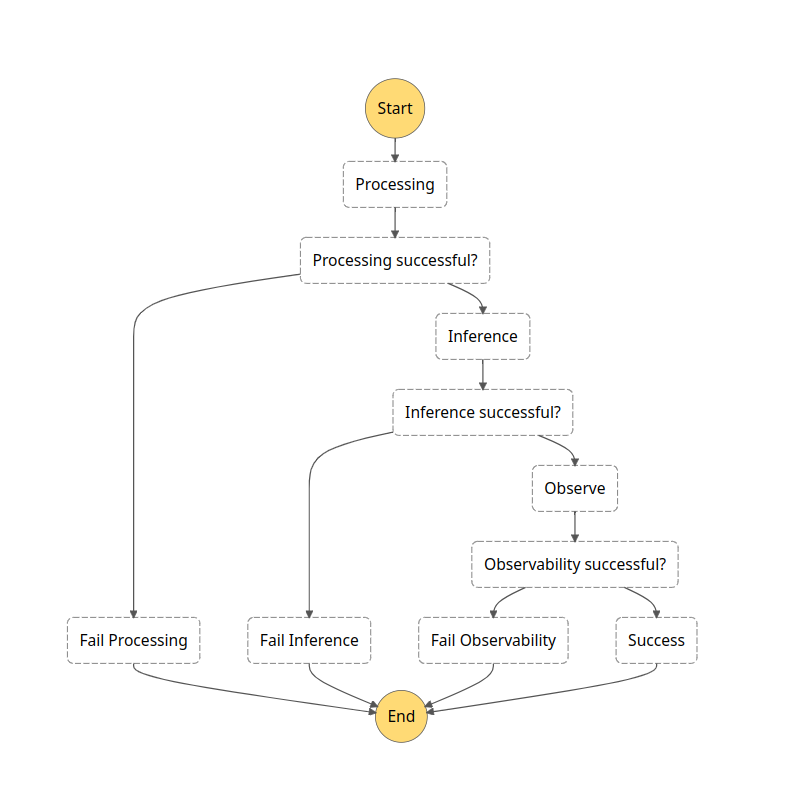 Start
Processing
Processing successful?
Inference
Inference successful?
Observe
Observability successful?
Fail Processing
Fail Inference
Fail Observability
Success
End